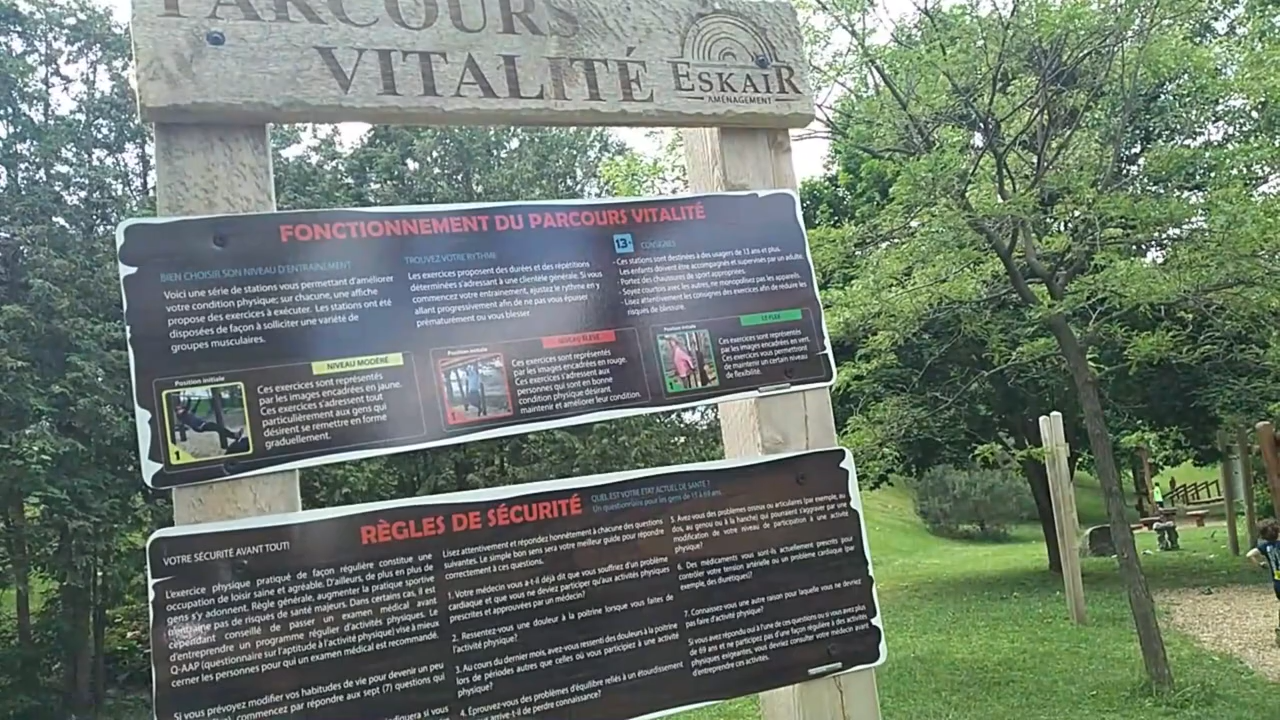 PARCOURS
VITALITÉ
ESKAIR
AMÉNAGEMENT
FONCTIONNEMENT DU PARCOURS VITALITÉ
BIEN CHOISIR SON NIVEAU D'ENTRAINEMENT
Voici une série de stations vous permettant d'améliorer
votre condition physique; sur chacune, une affiche
propose des exercices à exécuter. Les stations ont été
disposées de façon à solliciter une variété de
groupes musculaires.
TROUVEZ VOTRE RYTHME
Les exercices proposent des durées et des répétitions
déterminées s'adressant à une clientèle générale. Si vous
commencez votre entrainement, ajustez le rythme en y
allant progressivement afin de ne pas vous épuiser
prématurément ou vous blesser.
13+ CONSIGNES
- Ces stations sont destinées à des usagers de 13 ans et plus.
Les enfants doivent être accompagnés et supervisés par un adulte.
- Portez des chaussures de sport appropriées.
- Soyez courtois avec les autres, ne monopolisez pas les appareils.
- Lisez attentivement les consignes des exercices afin de réduire les
risques de blessure.
Position initiale
NIVEAU MODÉRÉ
1
Ces exercices sont représentés
par les images encadrées en jaune.
Ces exercices s'adressent tout
particulièrement aux gens qui
désirent se remettre en forme
graduellement.
Position initiale
NIVEAU ÉLEVÉ
1
Ces exercices sont représentés
par les images encadrées en rouge.
Ces exercices s'adressent aux
personnes qui sont en bonne
condition physique désirant
maintenir et améliorer leur condition.
Position initiale
LE FLEX
1
Ces exercices sont représentés
par les images encadrées en vert.
Ces exercices vous permettront
de maintenir un certain niveau
de flexibilité.
RÈGLES DE SÉCURITÉ
QUEL EST VOTRE ÉTAT ACTUEL DE SANTÉ ?
Un questionnaire pour les gens de 15 à 69 ans.
VOTRE SÉCURITÉ AVANT TOUT!
L'exercice physique pratiqué de façon régulière constitue une
occupation de loisir saine et agréable. D'ailleurs, de plus en plus de
gens s'y adonnent. Règle générale, augmenter la pratique sportive
n'entraîne pas de risques de santé majeurs. Dans certains cas, il est
cependant conseillé de passer un examen médical avant
d'entreprendre un programme régulier d'activités physiques. Le
Q-AAP (questionnaire sur l'aptitude à l'activité physique) vise à mieux
cerner les personnes pour qui un examen médical est recommandé.
Si vous prévoyez modifier vos habitudes de vie pour devenir un peu
commencez par répondre aux sept (7) questions qui
indiquera si vous
Lisez attentivement et répondez honnêtement à chacune des questions
suivantes. Le simple bon sens sera votre meilleur guide pour répondre
correctement à ces questions.
1. Votre médecin vous a-t-il déjà dit que vous souffriez d'un problème
cardiaque et que vous ne deviez participer qu'aux activités physiques
prescrites et approuvées par un médecin?
2. Ressentez-vous une douleur à la poitrine lorsque vous faites de
l'activité physique?
3. Au cours du dernier mois, avez-vous ressenti des douleurs à la poitrine
lors de périodes autres que celles où vous participiez à une activité
physique?
4. Éprouvez-vous des problèmes d'équilibre reliés à un étourdissement
arrive-t-il de perdre connaissance?
5. Avez-vous des problèmes osseux ou articulaires (par exemple, au
dos, au genou ou à la hanche) qui pourraient s'aggraver par une
modification de votre niveau de participation à une activité
physique?
6. Des médicaments vous sont-ils actuellement prescrits pour
contrôler votre tension artérielle ou un problème cardiaque (par
exemple, des diurétiques)?
7. Connaissez-vous une autre raison pour laquelle vous ne devriez
pas faire d'activité physique?
Si vous avez répondu oui à l'une de ces questions ou si vous avez plus
de 69 ans et ne participez pas d'une façon régulière à des activités
physiques exigeantes, vous devriez consulter votre médecin avant
d'entreprendre ces activités.